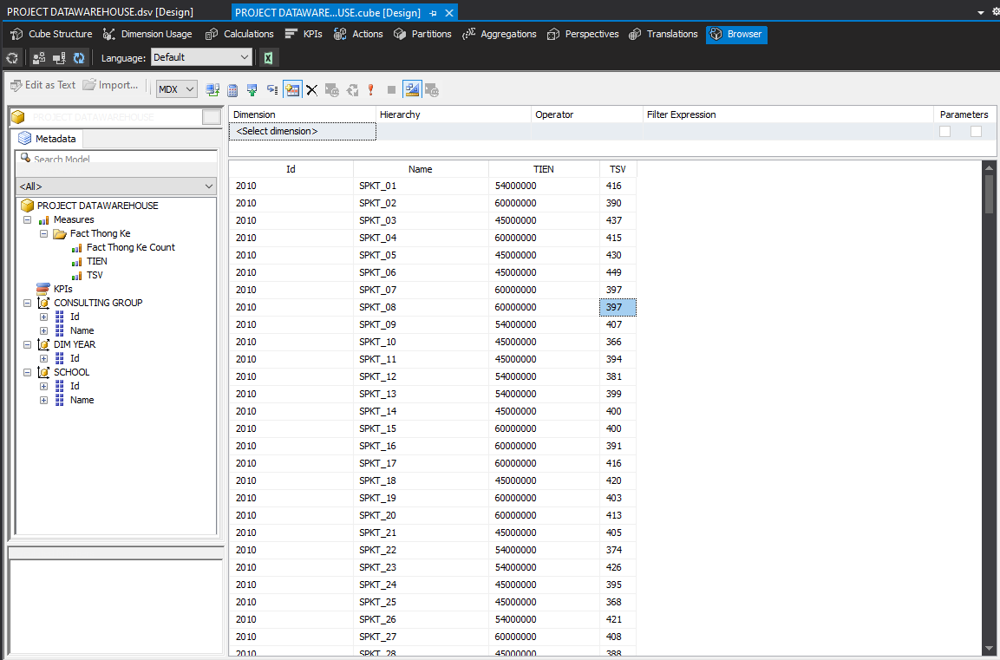 PROJECT DATAWAREHOUSE.dsv [Design] PROJECT DATAWARE...USE.cube [Design]
Cube Structure Dimension Usage Calculations KPIs Actions Partitions Aggregations Perspectives Translations Browser
Language: Default
Edit as Text Import... MDX
PROJECT DATAWAREHOUSE
Metadata
Search Model
<All>
PROJECT DATAWAREHOUSE
Measures
Fact Thong Ke
Fact Thong Ke Count
TIEN
TSV
KPIs
CONSULTING GROUP
Id
Name
DIM YEAR
Id
SCHOOL
Id
Name
Dimension Hierarchy Operator Filter Expression Parameters
<Select dimension>
Id Name TIEN TSV
2010 SPKT_01 54000000 416
2010 SPKT_02 60000000 390
2010 SPKT_03 45000000 437
2010 SPKT_04 60000000 415
2010 SPKT_05 45000000 430
2010 SPKT_06 45000000 449
2010 SPKT_07 60000000 397
2010 SPKT_08 60000000 397
2010 SPKT_09 54000000 407
2010 SPKT_10 45000000 366
2010 SPKT_11 45000000 394
2010 SPKT_12 54000000 381
2010 SPKT_13 54000000 399
2010 SPKT_14 45000000 400
2010 SPKT_15 60000000 400
2010 SPKT_16 60000000 391
2010 SPKT_17 60000000 416
2010 SPKT_18 45000000 420
2010 SPKT_19 60000000 403
2010 SPKT_20 60000000 413
2010 SPKT_21 45000000 405
2010 SPKT_22 54000000 374
2010 SPKT_23 54000000 426
2010 SPKT_24 45000000 395
2010 SPKT_25 45000000 368
2010 SPKT_26 54000000 421
2010 SPKT_27 60000000 408
2010 SPKT_28 45000000 388